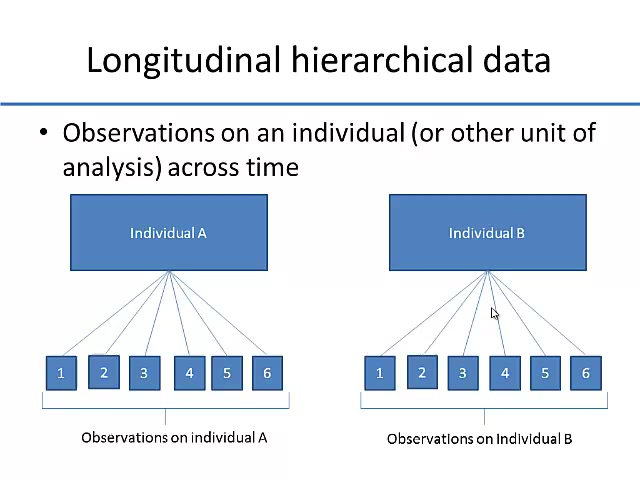 Longitudinal hierarchical data
• Observations on an individual (or other unit of
analysis) across time
Individual A
Individual B
1 2 3 4 5 6
1 2 3 4 5 6
Observations on individual A
Observations on Individual B